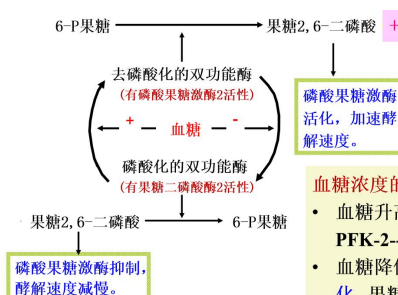 6-P果糖 果糖2,6-二磷酸 +
去磷酸化的双功能酶
(有磷酸果糖激酶2活性)
磷酸果糖激酶
活化，加速酵
解速度。
+ 血糖 -
磷酸化的双功能酶
(有果糖二磷酸酶2活性)
血糖浓度的
• 血糖升高
PFK-2-
果糖2,6-二磷酸 6-P果糖
• 血糖降低
化
果糖
磷酸果糖激酶抑制，
酵解速度减慢。